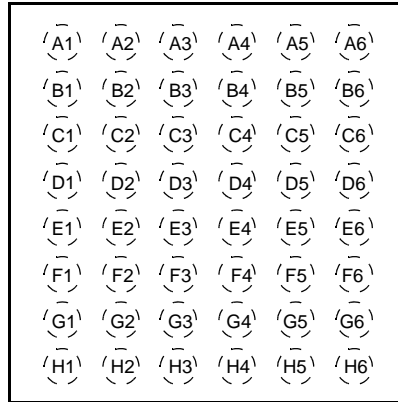 A1 A2 A3 A4 A5 A6
B1 B2 B3 B4 B5 B6
C1 C2 C3 C4 C5 C6
D1 D2 D3 D4 D5 D6
E1 E2 E3 E4 E5 E6
F1 F2 F3 F4 F5 F6
G1 G2 G3 G4 G5 G6
H1 H2 H3 H4 H5 H6